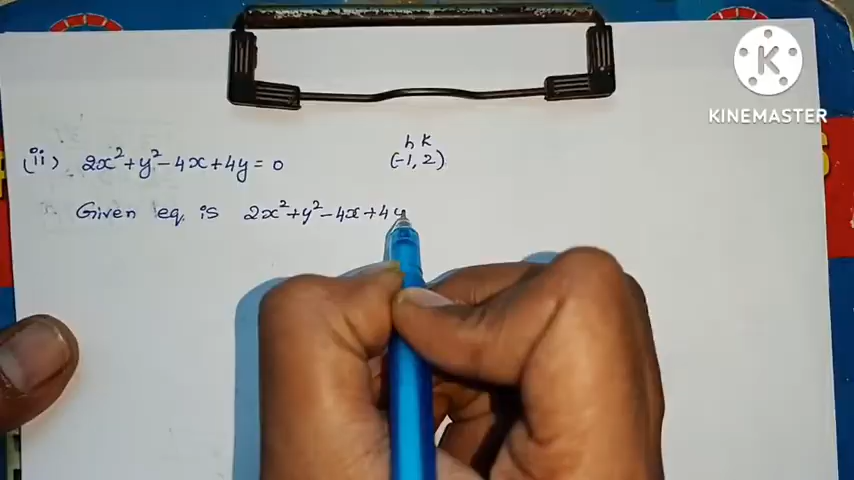 KINEMASTER
h K
(ii) 2x²+y²-4x+4y=0 (-1,2)
Given eq. is 2x²+y²-4x+4y